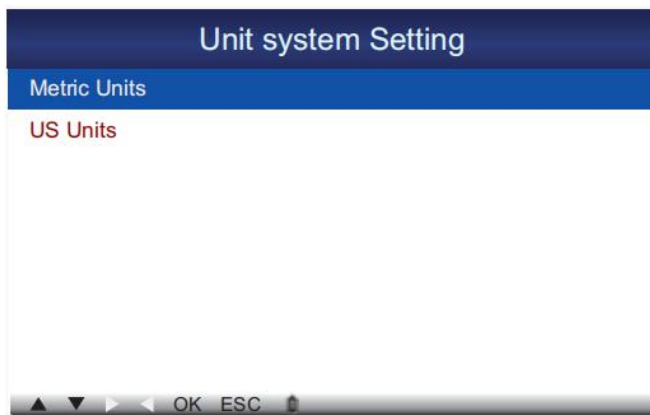 Unit system Setting
Metric Units
US Units
OK ESC